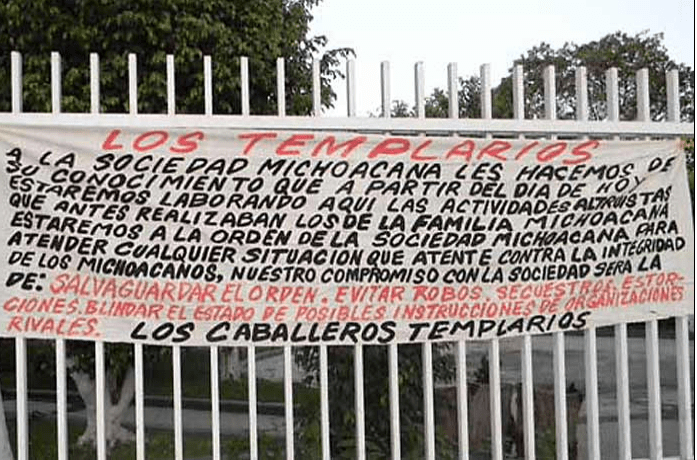 LOS TEMPLARIOS
A LA SOCIEDAD MICHOACANA LES HACEMOS DE
SU CONOCIMIENTO QUE A PARTIR DEL DIA DE HOY
ESTAREMOS LABORANDO AQUI LAS ACTIVIDADES ALTRUISTAS
QUE ANTES REALIZABAN LOS DE LA FAMILIA MICHOACANA
ESTAREMOS A LA ORDEN DE LA SOCIEDAD MICHOACANA PARA
ATENDER CUALQUIER SITUACION QUE ATENTE CONTRA LA INTEGRIDAD
DE LOS MICHOACANOS, NUESTRO COMPROMISO CON LA SOCIEDAD SERA LA
DE: SALVAGUARDAR EL ORDEN. EVITAR ROBOS. SECUESTROS. ESTOR-
CIONES. BLINDAR EL ESTADO DE POSIBLES INSTRUCCIONES DE ORGANIZACIONES
RIVALES. LOS CABALLEROS TEMPLARIOS